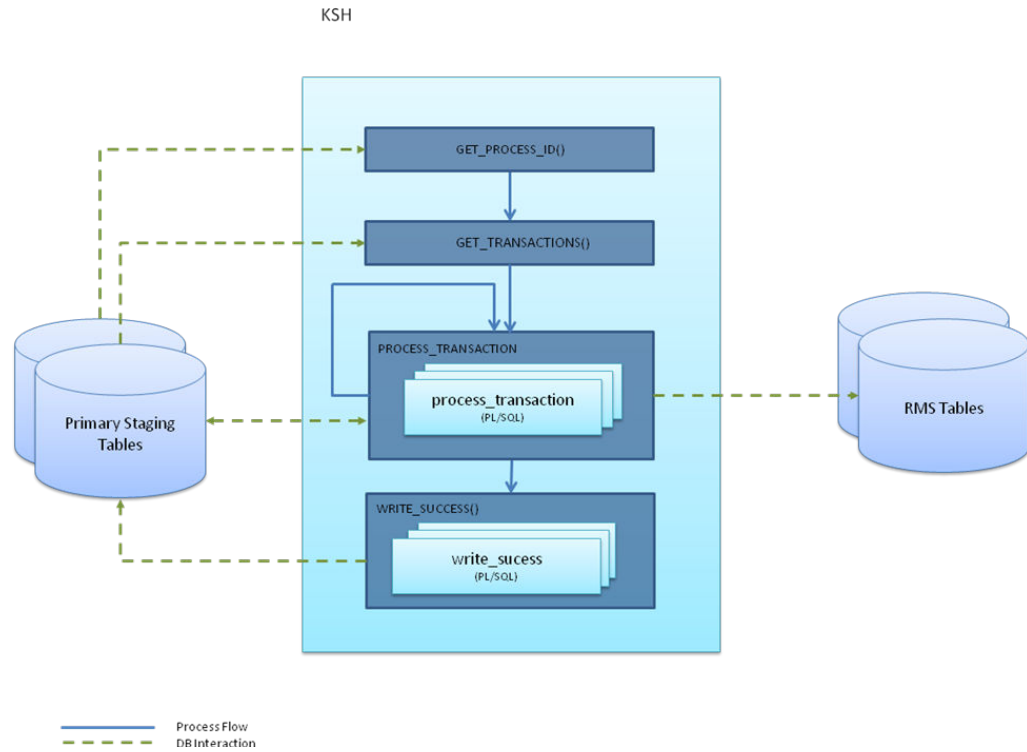 KSH
GET_PROCESS_ID()
GET_TRANSACTIONS()
PROCESS_TRANSACTION
process_transaction
(PL/SQL)
Primary Staging
Tables
RMS Tables
WRITE_SUCCESS()
write_sucess
(PL/SQL)
Process Flow
DB Interaction